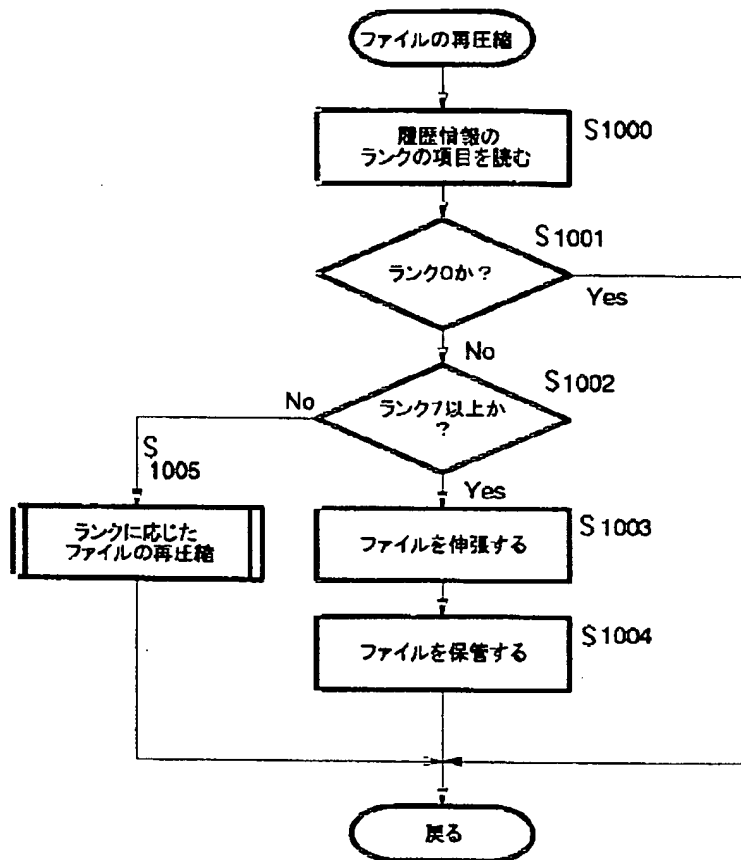 ファイルの再圧縮
履歴情報の
ランクの項目を読む
S1000
ランク0か?
S1001
Yes
No
ランク7以上か
?
S1002
No
Yes
S
1005
ランクに応じた
ファイルの再圧縮
ファイルを伸張する
S1003
ファイルを保管する
S1004
戻る